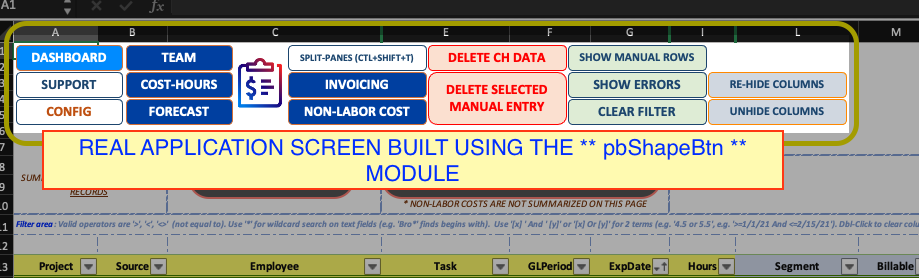 A1
fx
A B C E F G I L M
DASHBOARD TEAM SPLIT-PANES (CTL+SHIFT+T) DELETE CH DATA SHOW MANUAL ROWS
SUPPORT COST-HOURS INVOICING DELETE SELECTED MANUAL ENTRY SHOW ERRORS RE-HIDE COLUMNS
CONFIG FORECAST NON-LABOR COST CLEAR FILTER UNHIDE COLUMNS
REAL APPLICATION SCREEN BUILT USING THE ** pbShapeBtn **
MODULE
RECORDS
* NON-LABOR COSTS ARE NOT SUMMARIZED ON THIS PAGE
Filter area : Valid operators are '>', '<', '<>' (not equal to). Use '*' for wildcard search on text fields (e.g. 'Bro*' finds begins with). Use '[x] ' And ' [y]' or '[x] Or [y]' for 2 terms (e.g. '4.5 or 5.5', e.g. '>=1/1/21 And <=2/15/21'). Dbl-Click to clear
Project Source Employee Task GLPeriod ExpDate Hours Segment Billable